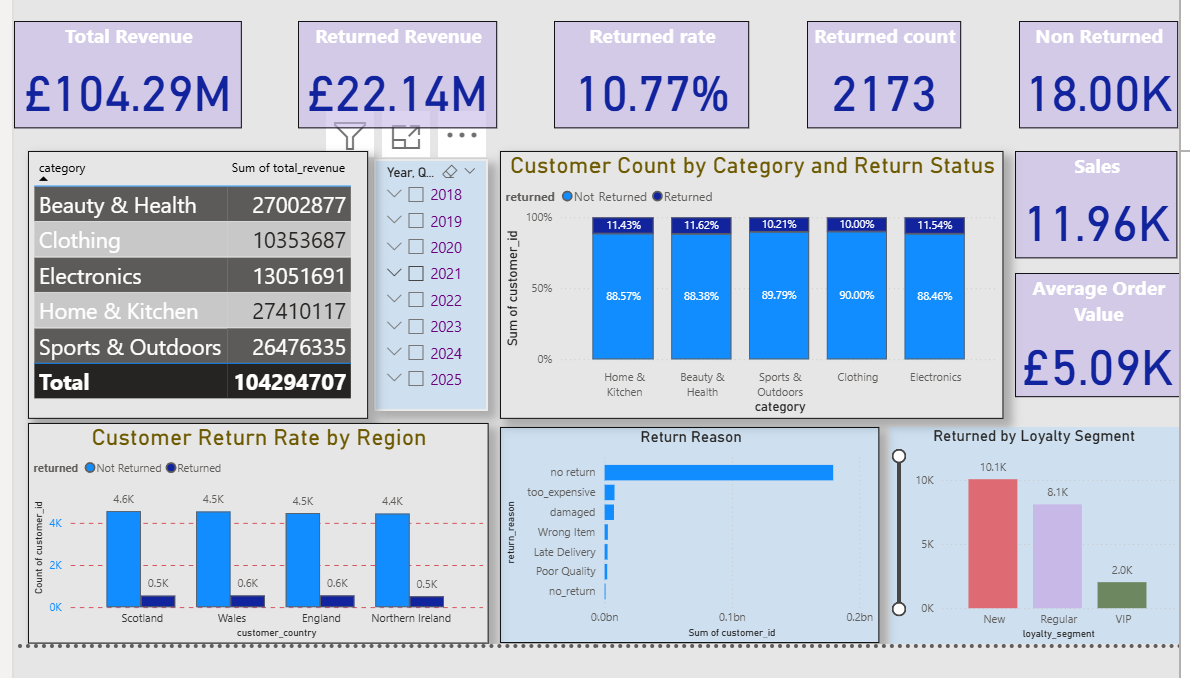 Total Revenue
£104.29M
Returned Revenue
£22.14M
Returned rate
10.77%
Returned count
2173
Non Returned
18.00K
category Sum of total_revenue
Beauty & Health 27002877
Clothing 10353687
Electronics 13051691
Home & Kitchen 27410117
Sports & Outdoors 26476335
Total 104294707
Year, Q...
2018
2019
2020
2021
2022
2023
2024
2025
Customer Count by Category and Return Status
returned Not Returned Returned
Sum of customer_id
100%
50%
0%
11.43% 11.62% 10.21% 10.00% 11.54%
88.57% 88.38% 89.79% 90.00% 88.46%
Home &
Kitchen
Beauty &
Health
Sports &
Outdoors
Clothing
Electronics
category
Sales
11.96K
Average Order
Value
£5.09K
Customer Return Rate by Region
returned Not Returned Returned
Count of customer_id
4K
2K
0K
4.6K 4.5K 4.5K 4.4K
0.5K 0.6K 0.6K 0.5K
Scotland Wales England Northern Ireland
customer_country
Return Reason
return_reason
no return
too_expensive
damaged
Wrong Item
Late Delivery
Poor Quality
no_return
0.0bn 0.1bn 0.2bn
Sum of customer_id
Returned by Loyalty Segment
10K
5K
0K
10.1K
8.1K
2.0K
New Regular VIP
loyalty_segment